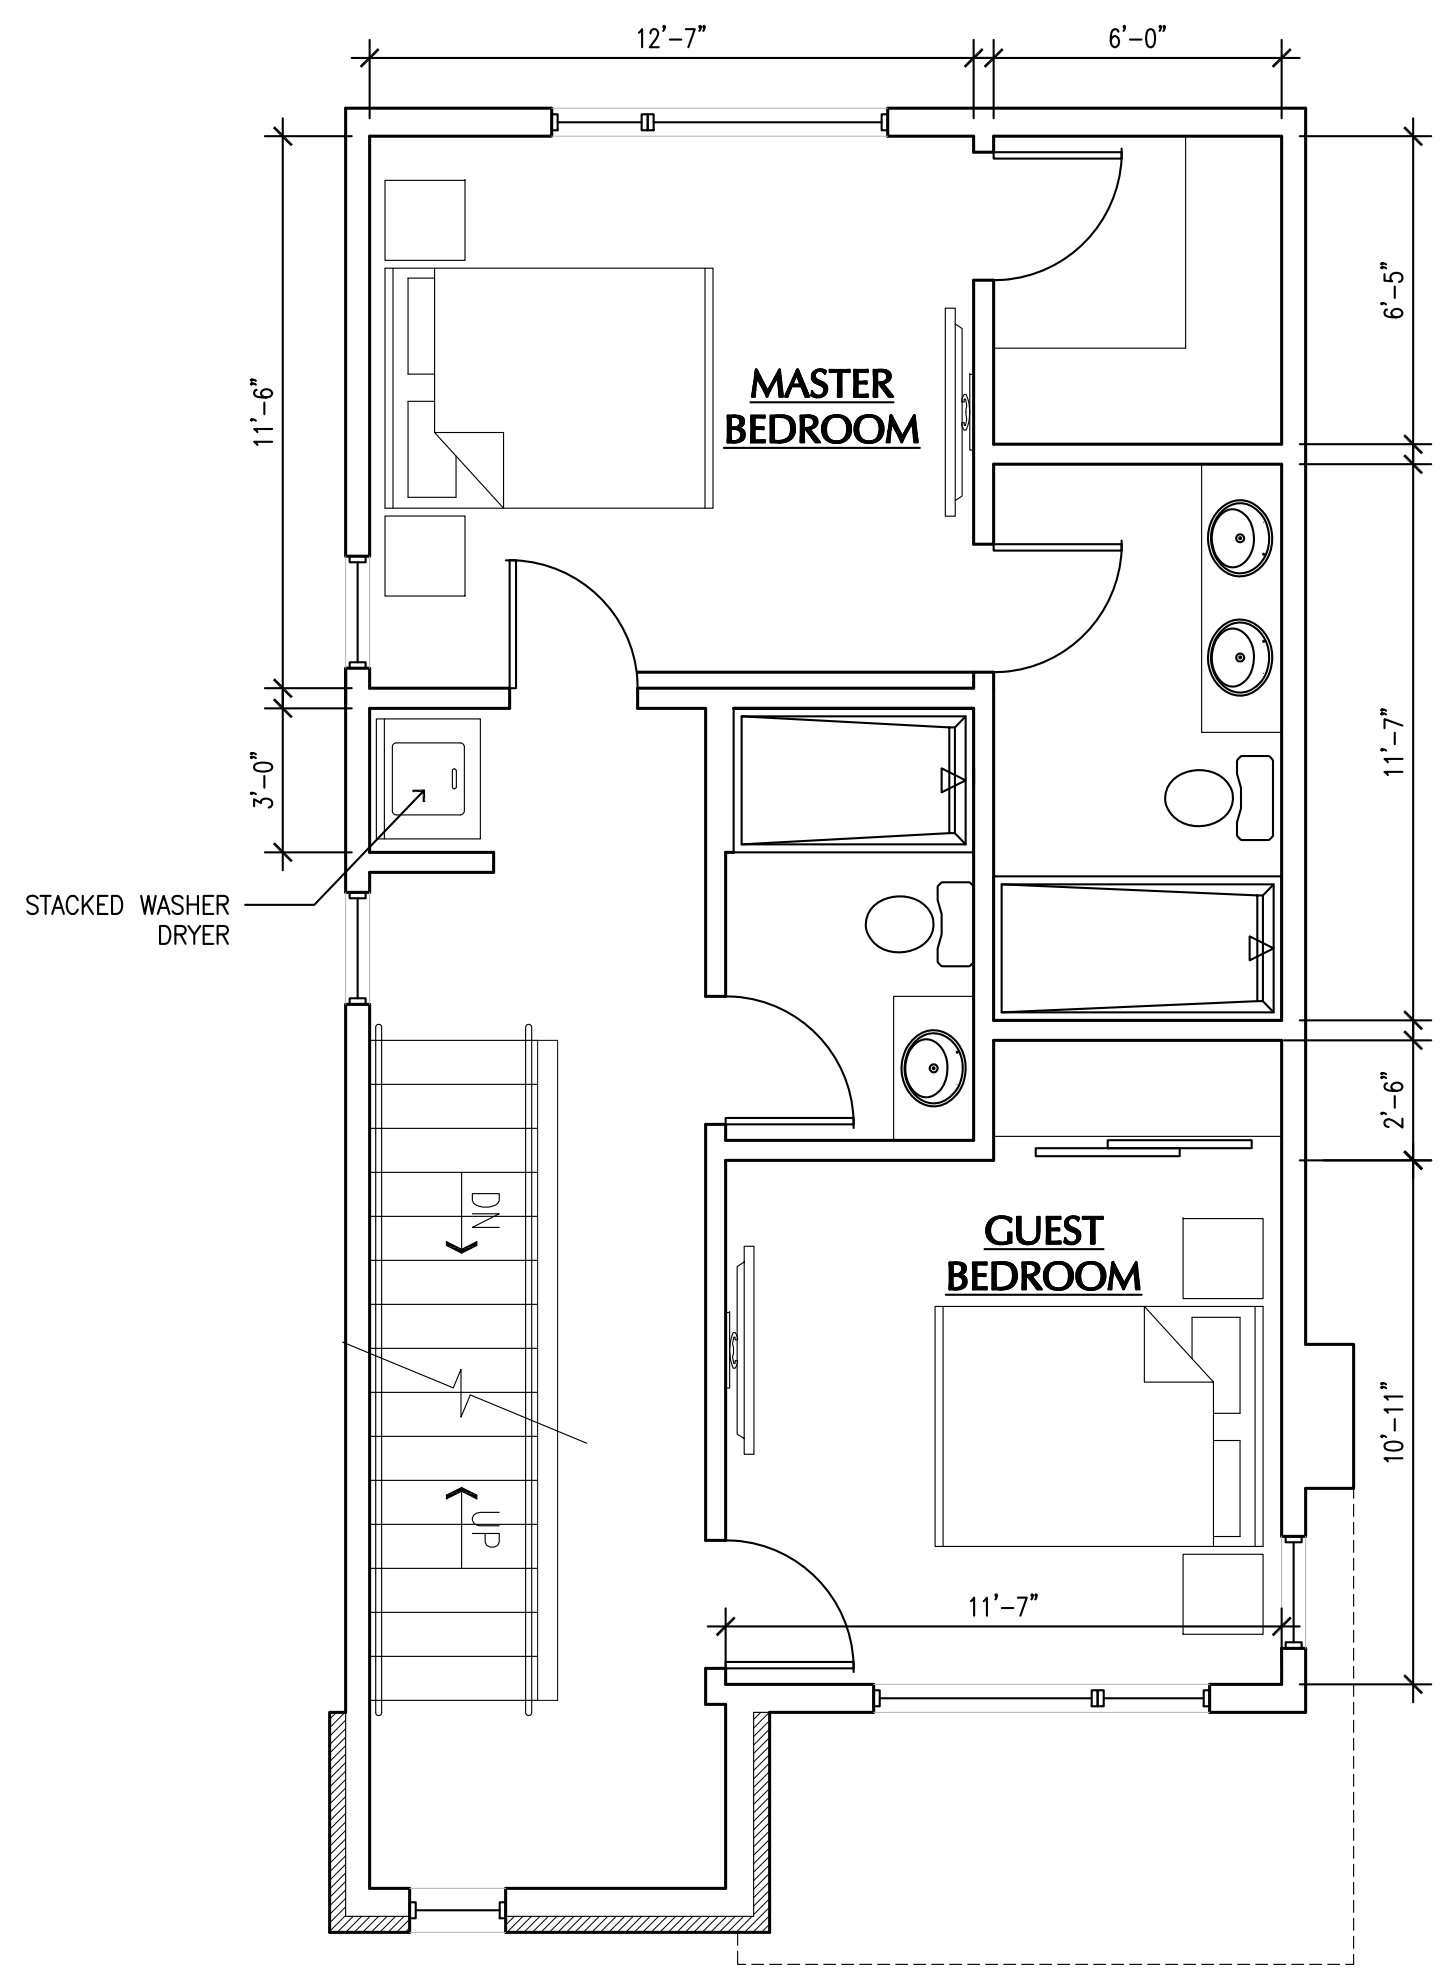 12'-7"
6'-0"
6'-5"
11'-6"
MASTER
BEDROOM
11'-7"
3'-0"
STACKED WASHER
DRYER
2'-6"
DN
GUEST
BEDROOM
10'-11"
UP
11'-7"